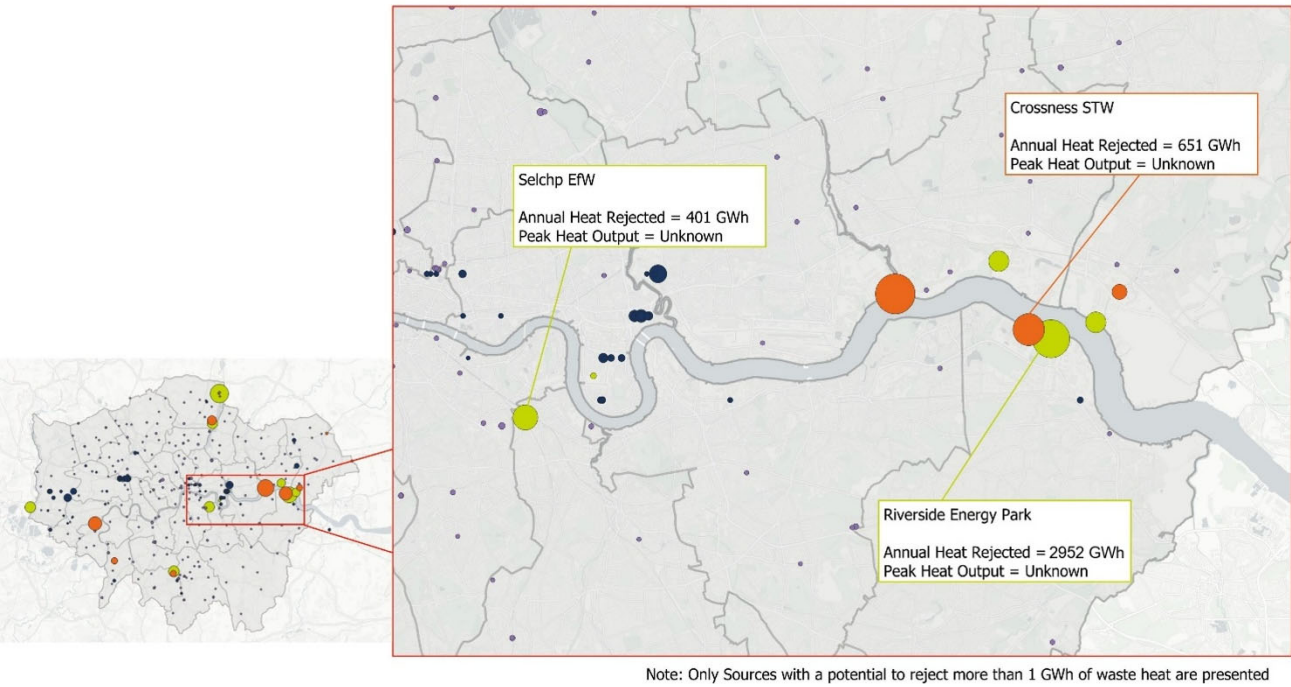 Crossness STW
Annual Heat Rejected = 651 GWh
Peak Heat Output = Unknown
Selchp EfW
Annual Heat Rejected = 401 GWh
Peak Heat Output = Unknown
Riverside Energy Park
Annual Heat Rejected = 2952 GWh
Peak Heat Output = Unknown
Note: Only Sources with a potential to reject more than 1 GWh of waste heat are presented